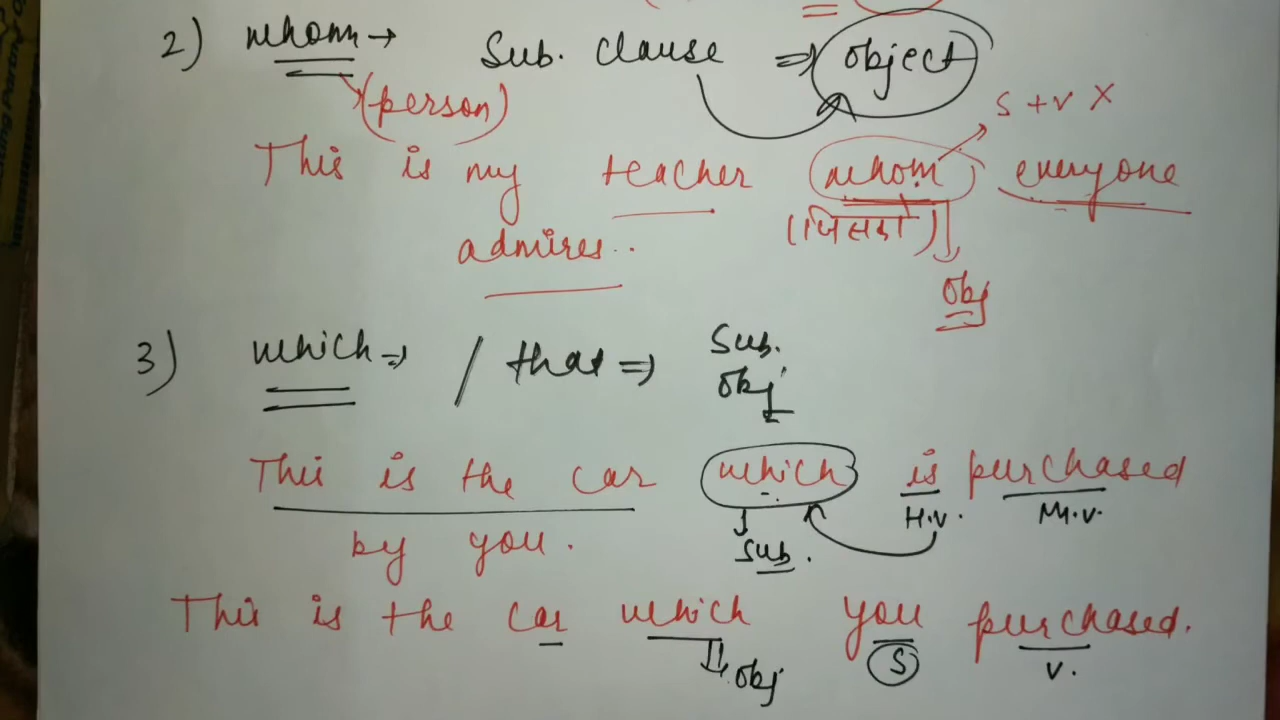 2) whom → Sub. Clause ⇒ object
(person)
S + V X
This is my teacher whom everyone
(जिसको)
admires..
Obj
3) which ⇒ / that ⇒ Sub.
Obj
This is the car which is purchased
H.V. M.V.
Sub.
by you.
This is the car which you purchased.
Obj S V.